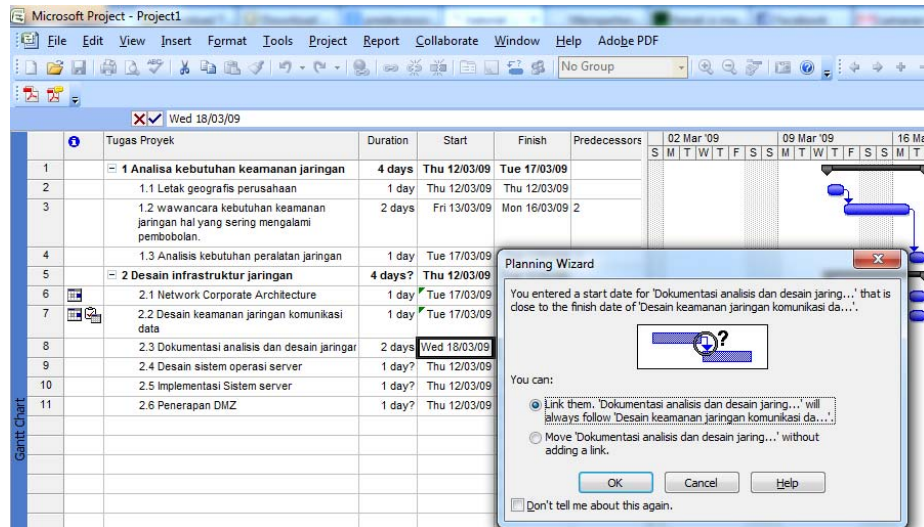 Microsoft Project - Project1
File Edit View Insert Format Tools Project Report Collaborate Window Help Adobe PDF
No Group
Wed 18/03/09
Tugas Proyek Duration Start Finish Predecessors 02 Mar '09 09 Mar '09 16 Ma
S M T W T F S S M T W T F S S M T
1 1 Analisa kebutuhan keamanan jaringan 4 days Thu 12/03/09 Tue 17/03/09
2 1.1 Letak geografis perusahaan 1 day Thu 12/03/09 Thu 12/03/09
3 1.2 wawancara kebutuhan keamanan 2 days Fri 13/03/09 Mon 16/03/09 2
jaringan hal yang sering mengalami
pembobolan.
4 1.3 Analisis kebutuhan peralatan jaringan 1 day Tue 17/03/09
5 2 Desain infrastruktur jaringan 4 days? Thu 12/03/09
6 2.1 Network Corporate Architecture 1 day Tue 17/03/09
7 2.2 Desain keamanan jaringan komunikasi 1 day Tue 17/03/09
data
8 2.3 Dokumentasi analisis dan desain jaringar 2 days Wed 18/03/09
9 2.4 Desain sistem operasi server 1 day? Thu 12/03/09
10 2.5 Implementasi Sistem server 1 day? Thu 12/03/09
11 2.6 Penerapan DMZ 1 day? Thu 12/03/09
Gantt Chart
Planning Wizard
You entered a start date for 'Dokumentasi analisis dan desain jaring...' that is
close to the finish date of 'Desain keamanan jaringan komunikasi da...'.
?
You can:
Link them. 'Dokumentasi analisis dan desain jaring...' will
always follow 'Desain keamanan jaringan komunikasi da...'.
Move 'Dokumentasi analisis dan desain jaring...' without
adding a link.
OK Cancel Help
Don't tell me about this again.